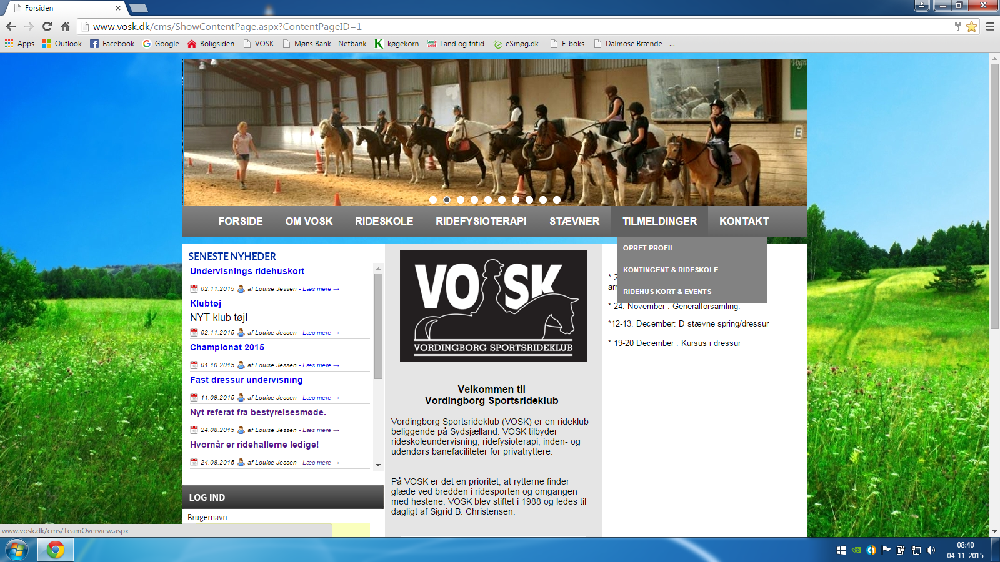 Forsiden
www.vosk.dk/cms/ShowContentPage.aspx?ContentPageID=1
Apps Outlook Facebook Google Boligsiden VOSK Møns Bank - Netbank køgekorn Land og fritid eSmøg.dk E-boks Dalmose Brænde - ...
E
FORSIDE OM VOSK RIDESKOLE RIDEFYSIOTERAPI STÆVNER TILMELDINGER KONTAKT
OPRET PROFIL
KONTINGENT & RIDESKOLE
RIDEHUS KORT & EVENTS
SENESTE NYHEDER
Undervisnings ridehuskort
02.11.2015 af Louise Jessen - Læs mere →
Klubtøj
NYT klub tøj!
02.11.2015 af Louise Jessen - Læs mere →
Championat 2015
01.10.2015 af Louise Jessen - Læs mere →
Fast dressur undervisning
11.09.2015 af Louise Jessen - Læs mere →
Nyt referat fra bestyrelsesmøde.
24.08.2015 af Louise Jessen - Læs mere →
Hvornår er ridehallerne ledige!
24.08.2015 af Louise Jessen - Læs mere →
LOG IND
Brugernavn
VOSK
VORDINGBORG SPORTSRIDEKLUB
Velkommen til
Vordingborg Sportsrideklub
Vordingborg Sportsrideklub (VOSK) er en rideklub
beliggende på Sydsjælland. VOSK tilbyder
rideskoleundervisning, ridefysioterapi, inden- og
udendørs banefaciliteter for privatryttere.
På VOSK er det en prioritet, at rytterne finder
glæde ved bredden i ridesporten og omgangen
med hestene. VOSK blev stiftet i 1988 og ledes til
dagligt af Sigrid B. Christensen.
* 24. November : Generalforsamling.
*12-13. December: D stævne spring/dressur
* 19-20 December : Kursus i dressur
www.vosk.dk/cms/TeamOverview.aspx
08:40
04-11-2015